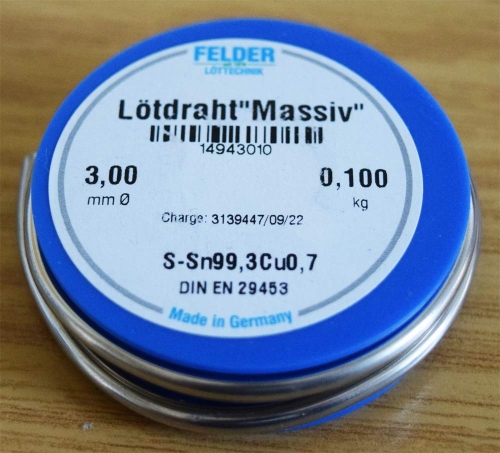 FELDER
LÖTTECHNIK
Lötdraht"Massiv"
14943010
3,00 0,100
mm Ø kg
Charge: 3139447/09/22
S-Sn99,3Cu0,7
DIN EN 29453
Made in Germany